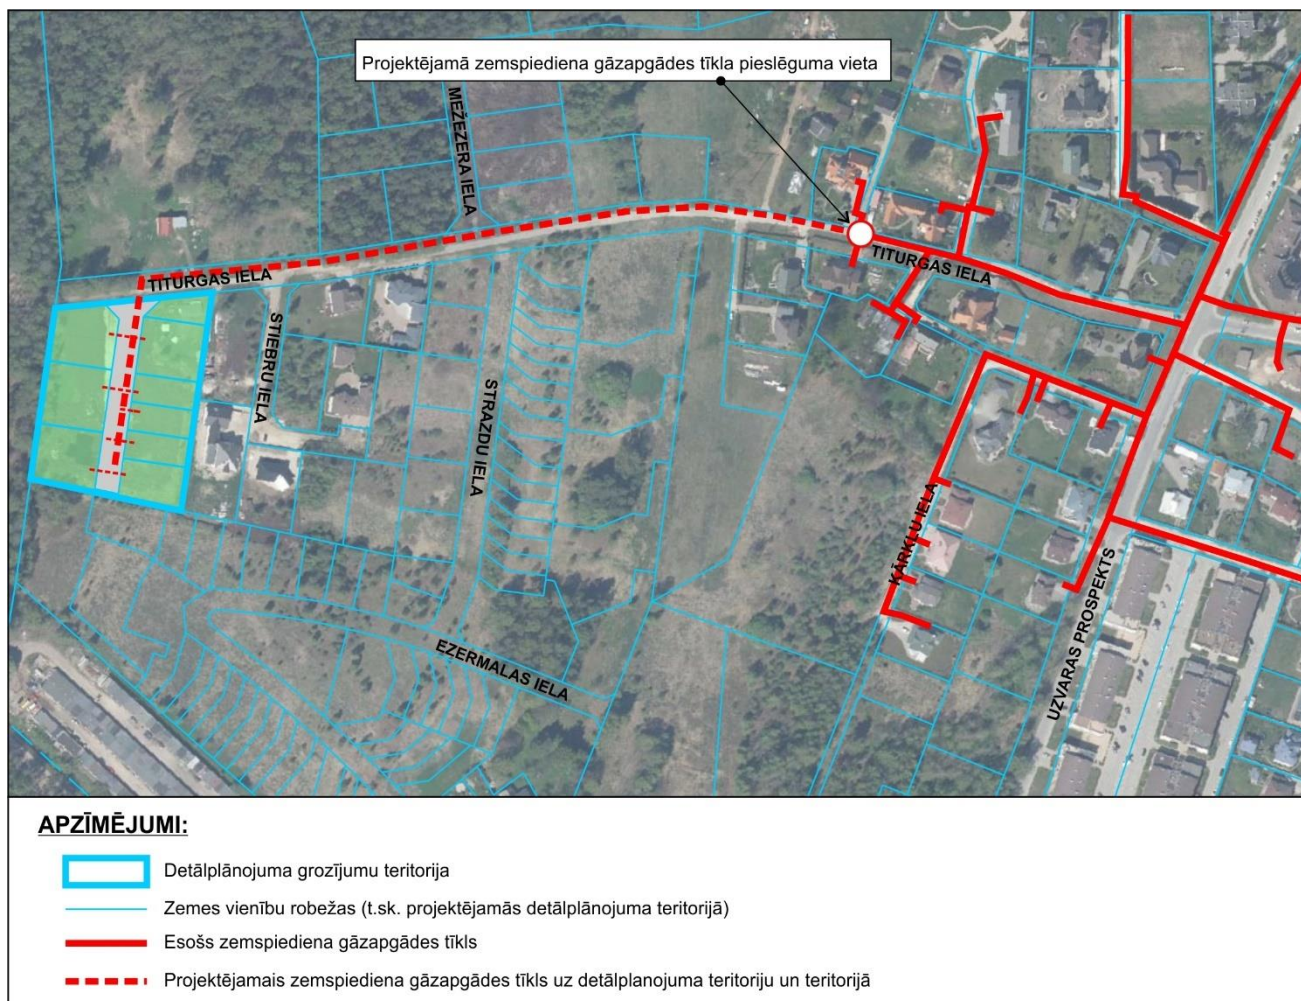 Projektējamā zemspiediena gāzapgādes tīkla pieslēguma vieta
MEŽEZERA IELA
TITURGAS IELA
TITURGAS IELA
STIEBRU IELA
STRAZDU IELA
KĀRKLU IELA
UZVARAS PROSPEKTS
EZERMALAS IELA
APZĪMĒJUMI:
Detālplānojuma grozījumu teritorija
Zemes vienību robežas (t.sk. projektējamās detālplānojuma teritorijā)
Esošs zemspiediena gāzapgādes tīkls
Projektējamais zemspiediena gāzapgādes tīkls uz detālplanojuma teritoriju un teritorijā